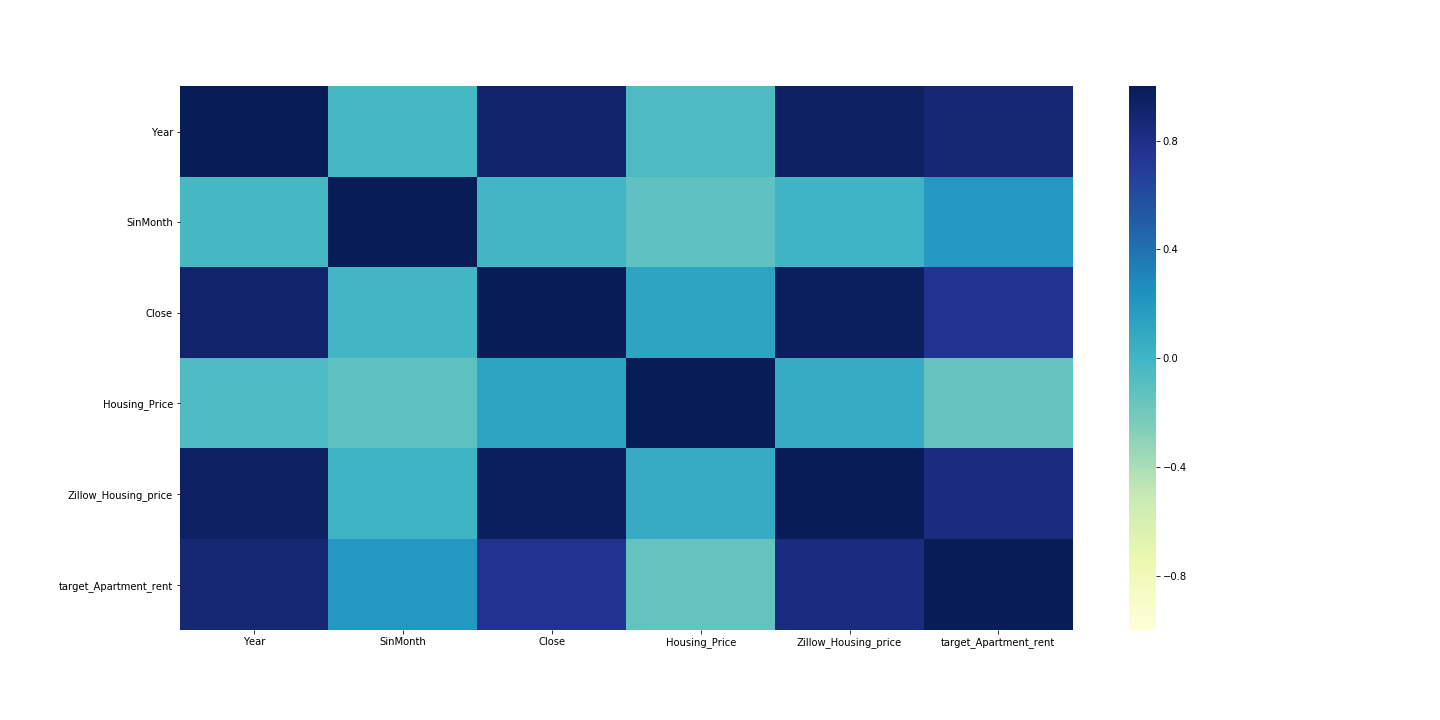 Year
SinMonth
Close
Housing_Price
Zillow_Housing_price
target_Apartment_rent
Year SinMonth Close Housing_Price Zillow_Housing_price target_Apartment_rent
0.8
0.4
0.0
−0.4
−0.8